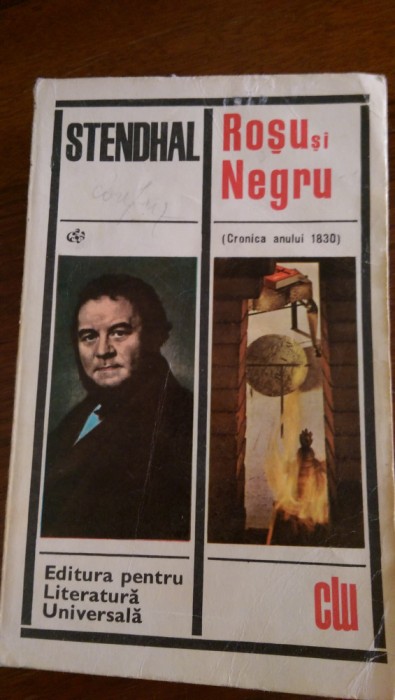 STENDHAL
Roşu şi
Negru
(Cronica anului 1830)
Editura pentru
Literatură
Universală
clu